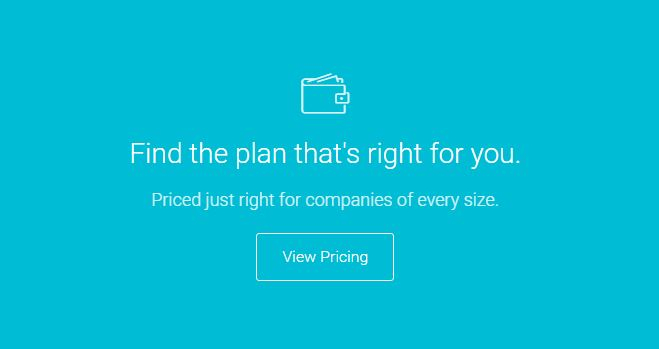 Find the plan that's right for you.
Priced just right for companies of every size.
View Pricing